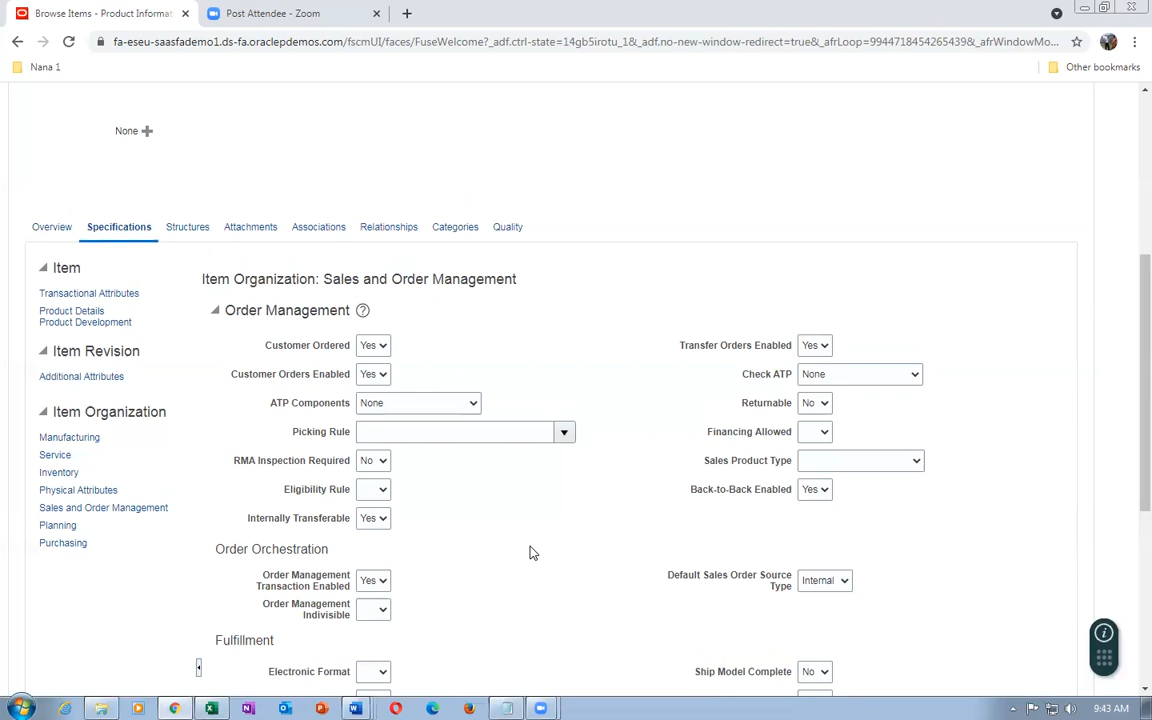 Browse Items - Product Informat
Post Attendee - Zoom
fa-eseu-saasfademo1.ds-fa.oraclepdemos.com/fscmUI/faces/FuseWelcome?_adf.ctrl-state=14gb5irotu_1&_adf.no-new-window-redirect=true&_afrLoop=9944718454265439&_afrWindowMo...
Nana 1
Other bookmarks
None
Overview
Specifications
Structures
Attachments
Associations
Relationships
Categories
Quality
Item
Transactional Attributes
Product Details
Product Development
Item Revision
Additional Attributes
Item Organization
Manufacturing
Service
Inventory
Physical Attributes
Sales and Order Management
Planning
Purchasing
Item Organization: Sales and Order Management
Order Management
Customer Ordered Yes
Transfer Orders Enabled Yes
Customer Orders Enabled Yes
Check ATP None
ATP Components None
Returnable No
Picking Rule
Financing Allowed
RMA Inspection Required No
Sales Product Type
Eligibility Rule
Back-to-Back Enabled Yes
Internally Transferable Yes
Order Orchestration
Order Management
Transaction Enabled Yes
Default Sales Order Source
Type Internal
Order Management
Indivisible
Fulfillment
Electronic Format
Ship Model Complete No
9:43 AM